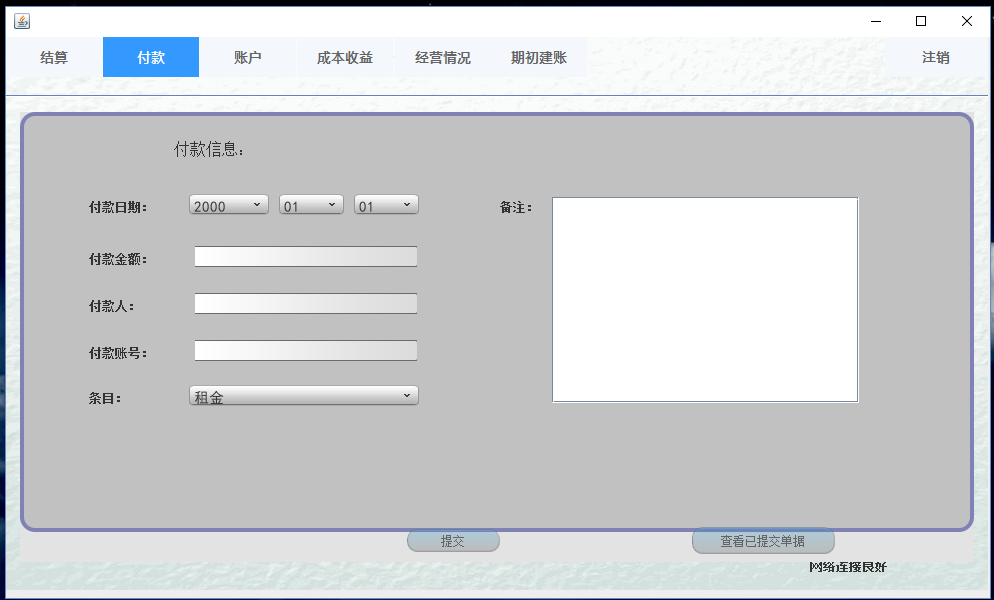 结算 付款 账户 成本收益 经营情况 期初建账 注销
付款信息：
付款日期： 2000 01 01 备注：
付款金额：
付款人：
付款账号：
条目： 租金
提交 查看已提交单据
网络连接良好